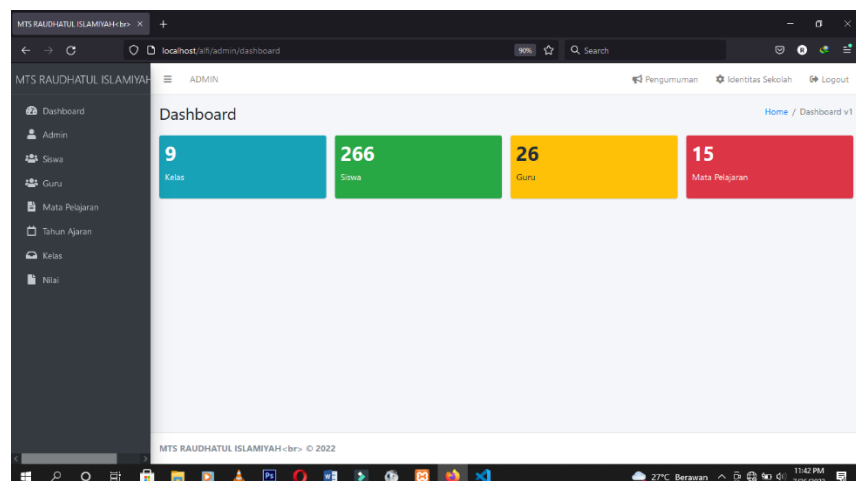 MTS RAUDHATUL ISLAMIYAH<br>
localhost/alfi/admin/dashboard
90%
Search
MTS RAUDHATUL ISLAMIYAH
ADMIN
Pengumuman
Identitas Sekolah
Logout
Dashboard
Admin
Siswa
Guru
Mata Pelajaran
Tahun Ajaran
Kelas
Nilai
Dashboard
Home / Dashboard v1
9
Kelas
266
Siswa
26
Guru
15
Mata Pelajaran
MTS RAUDHATUL ISLAMIYAH<br> © 2022
Ps
27°C Berawan
11:42 PM